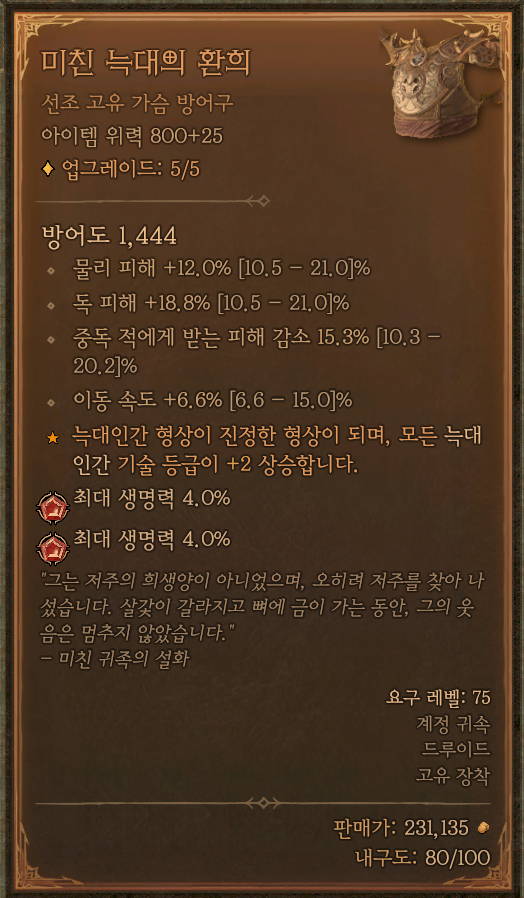 미친 늑대의 환희
선조 고유 가슴 방어구
아이템 위력 800+25
업그레이드: 5/5
방어도 1,444
물리 피해 +12.0% [10.5 – 21.0]%
독 피해 +18.8% [10.5 – 21.0]%
중독 적에게 받는 피해 감소 15.3% [10.3 –
20.2]%
이동 속도 +6.6% [6.6 – 15.0]%
늑대인간 형상이 진정한 형상이 되며, 모든 늑대
인간 기술 등급이 +2 상승합니다.
최대 생명력 4.0%
최대 생명력 4.0%
"그는 저주의 희생양이 아니었으며, 오히려 저주를 찾아 나
섰습니다. 살갗이 갈라지고 뼈에 금이 가는 동안, 그의 웃
음은 멈추지 않았습니다."
– 미친 귀족의 설화
요구 레벨: 75
계정 귀속
드루이드
고유 장착
판매가: 231,135
내구도: 80/100